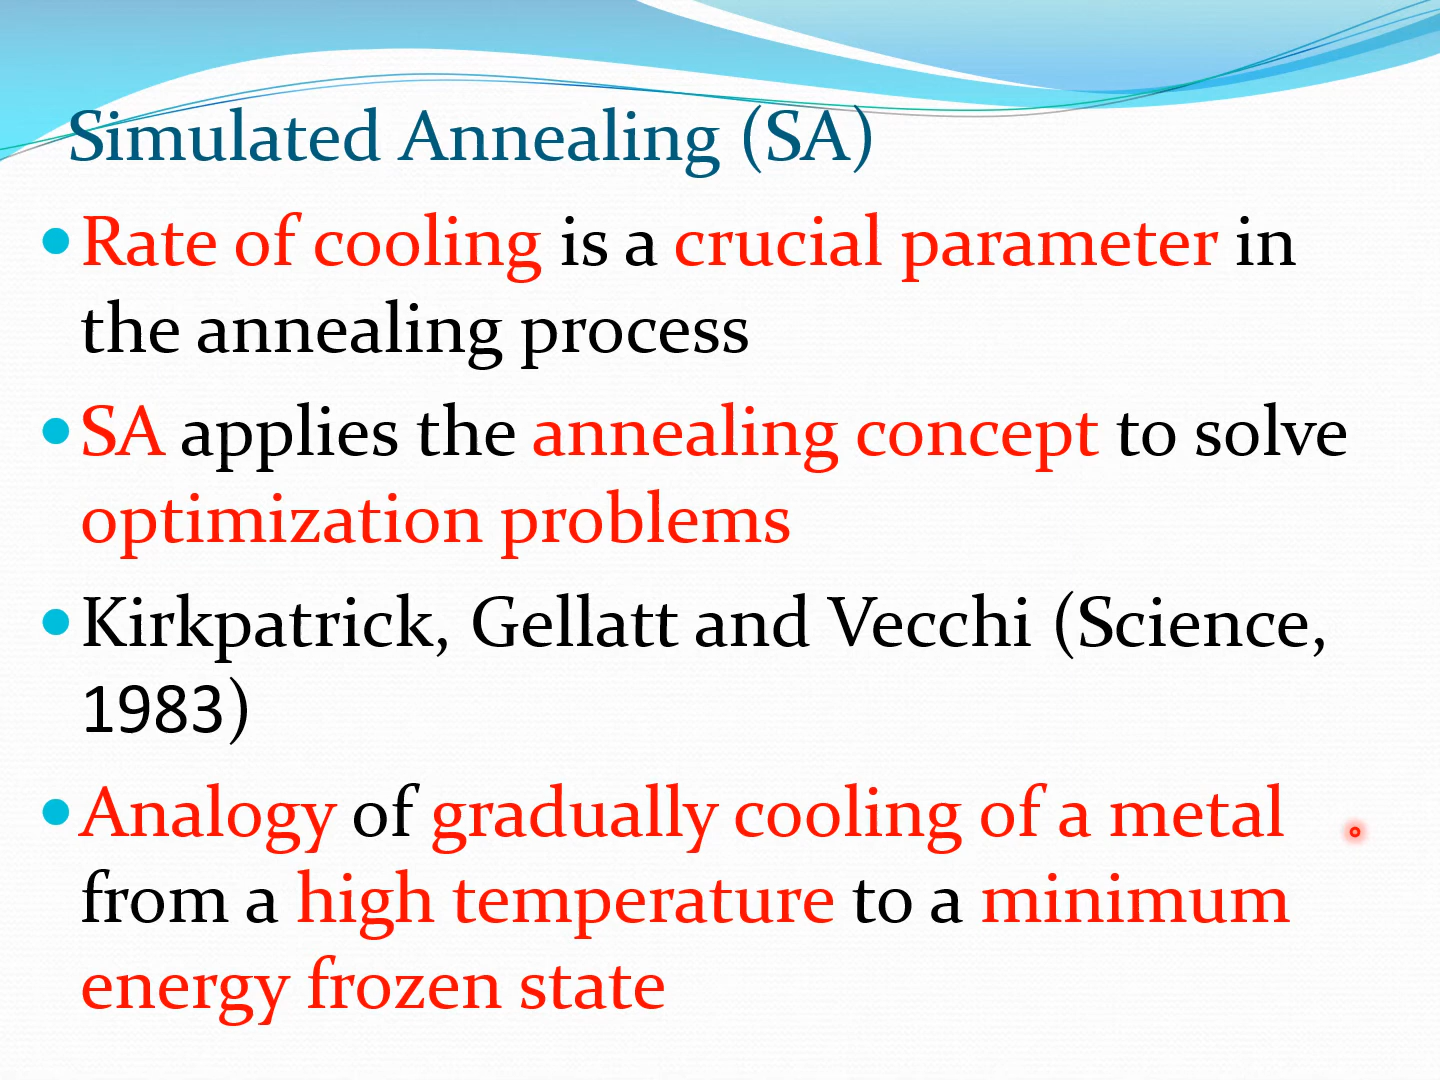 Simulated Annealing (SA)
Rate of cooling is a crucial parameter in
the annealing process
SA applies the annealing concept to solve
optimization problems
Kirkpatrick, Gellatt and Vecchi (Science,
1983)
Analogy of gradually cooling of a metal
from a high temperature to a minimum
energy frozen state